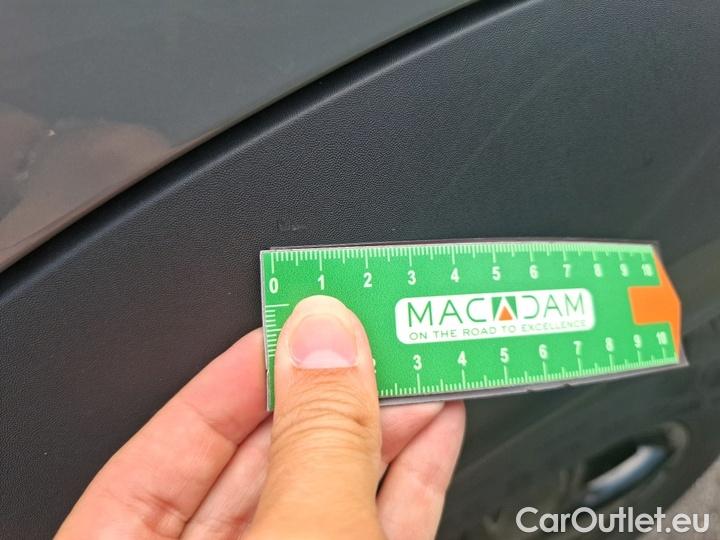 0 1 2 3 4 5 6 7 8 9 10
MACADAM
ON THE ROAD TO EXCELLENCE
2 3 4 5 6 7 8 9 10
CarOutlet.eu